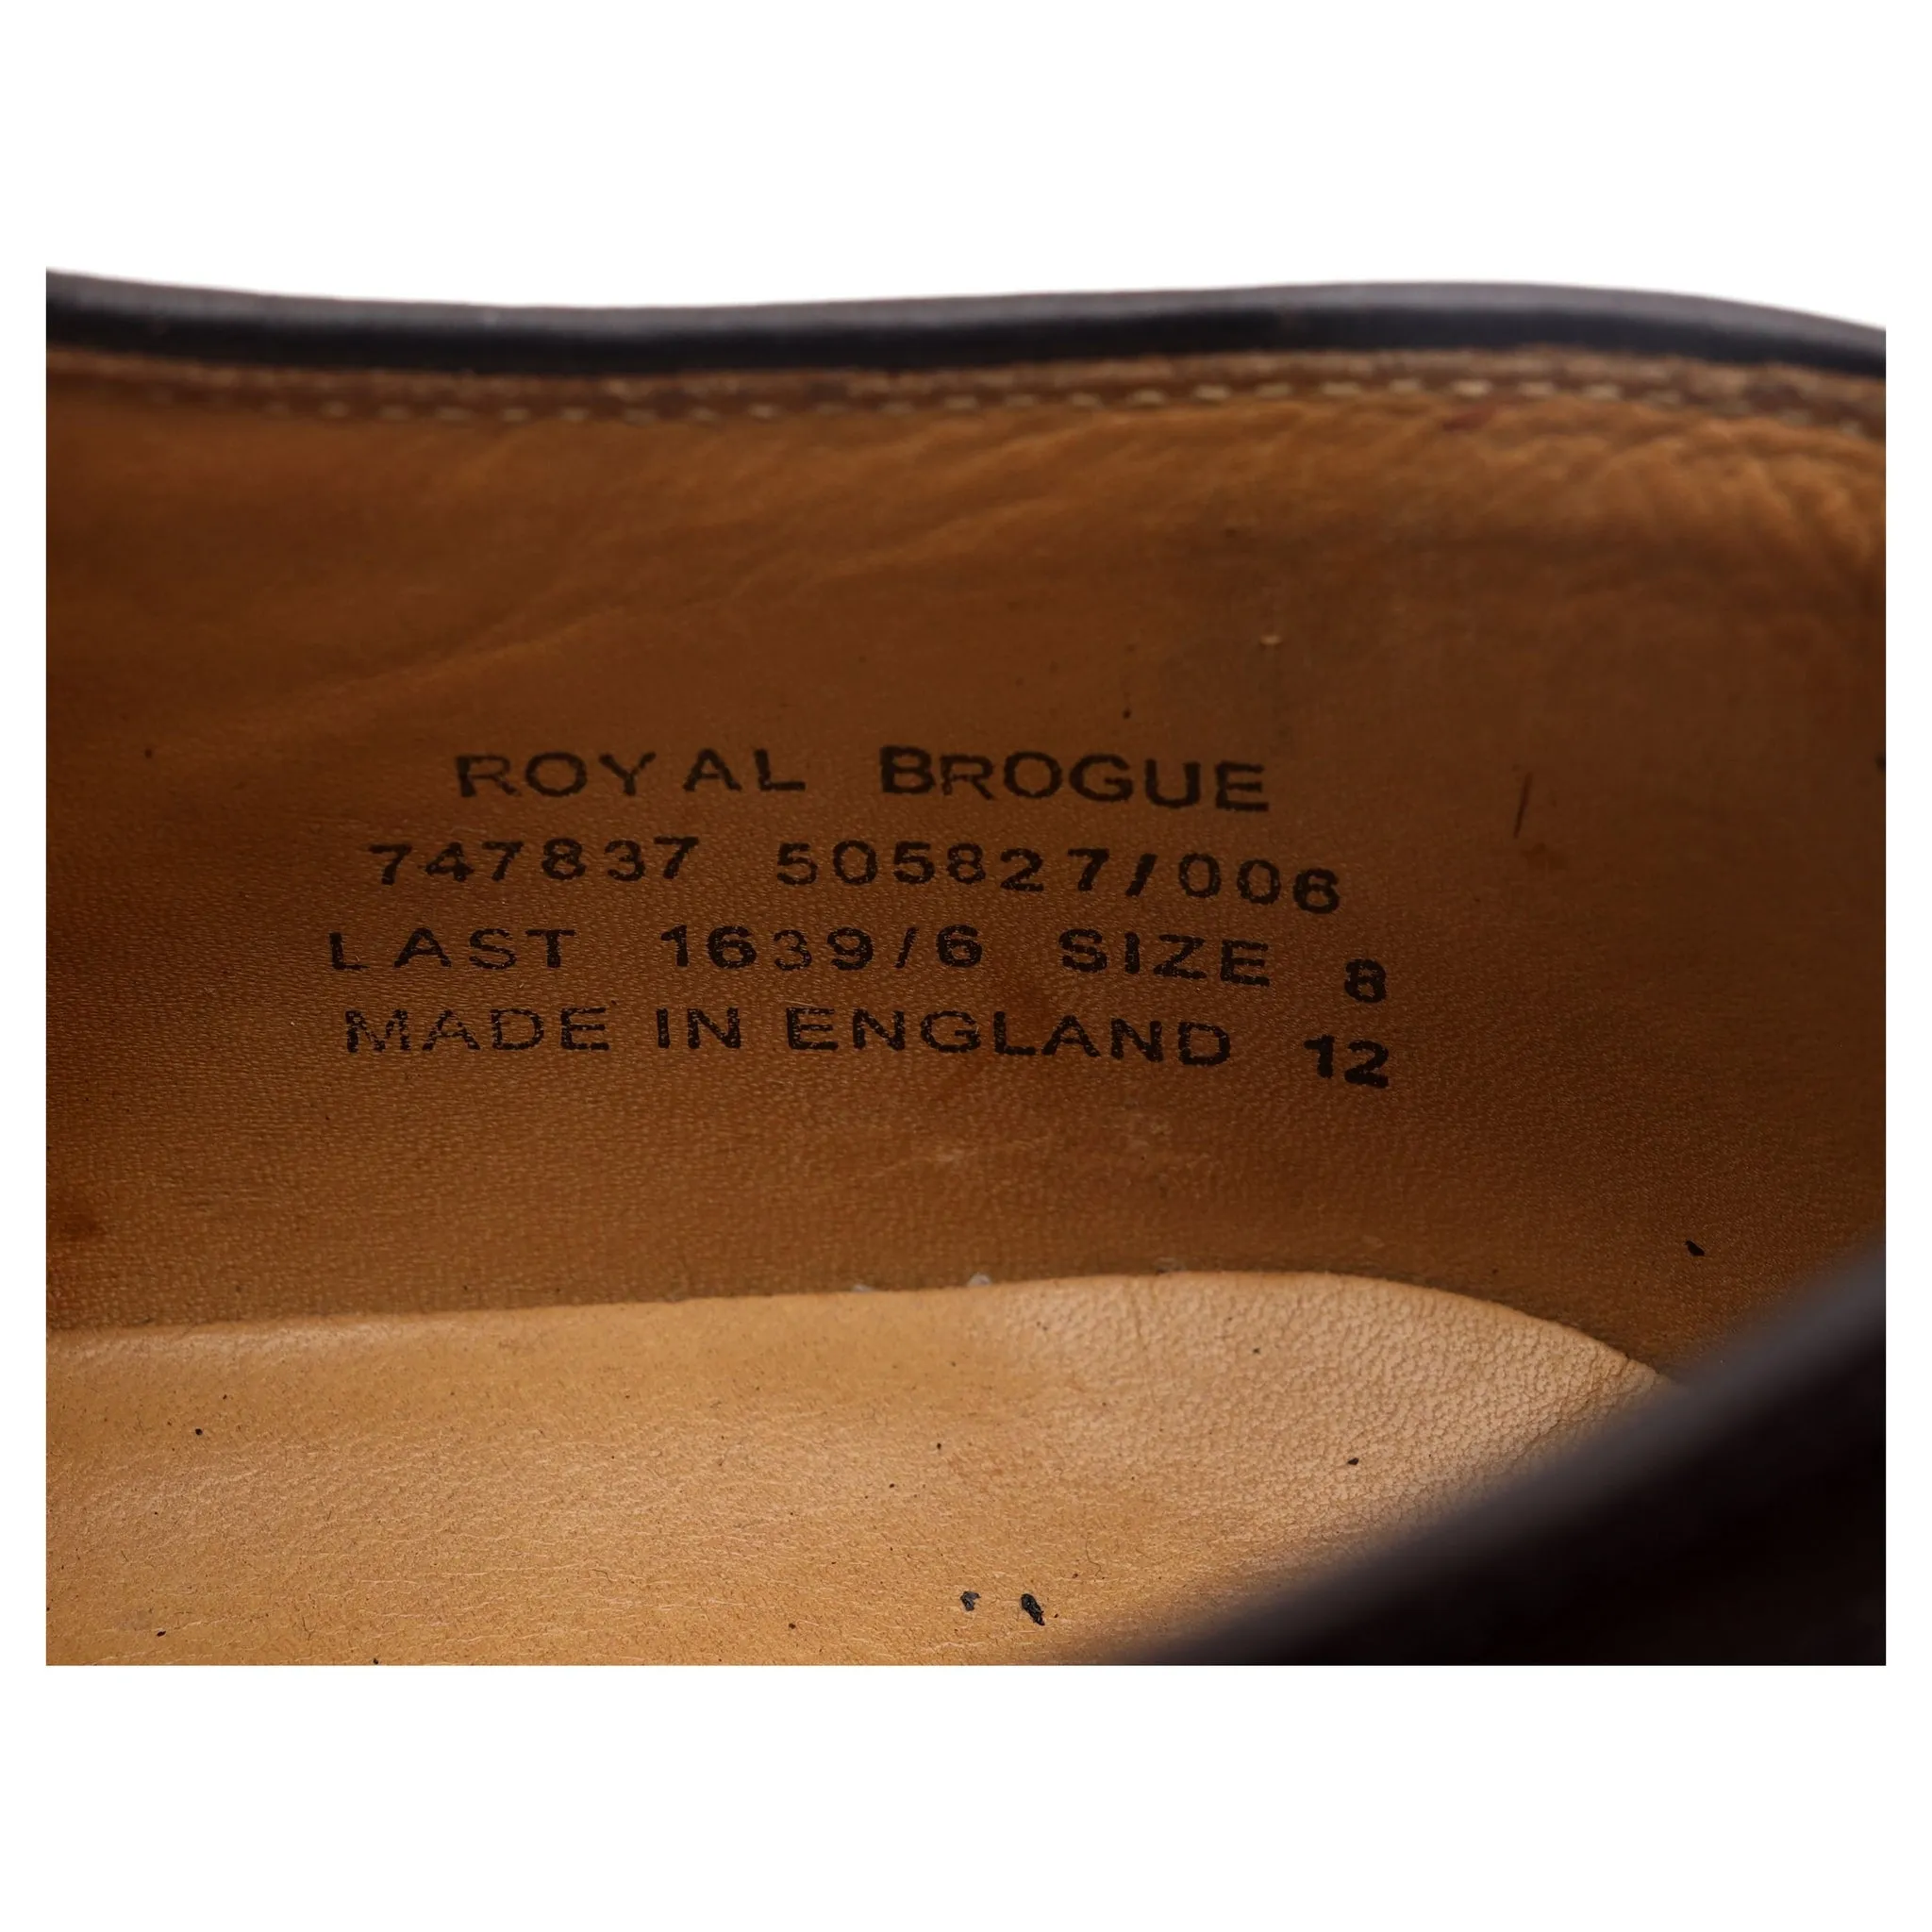 ROYAL BROGUE
747837 505827/006
LAST 1639/6 SIZE 8
MADE IN ENGLAND 12